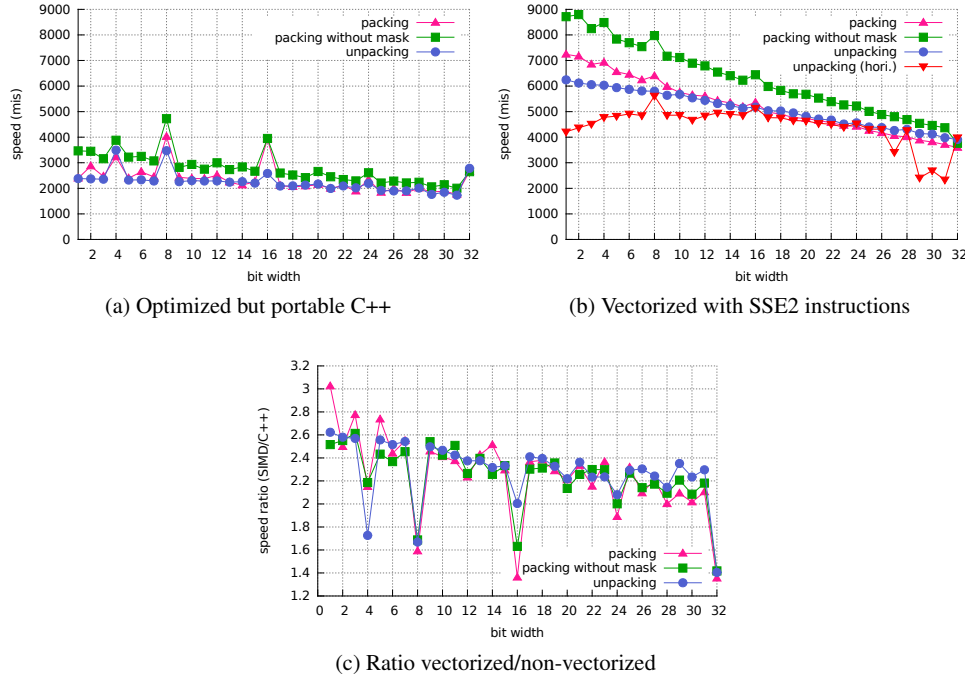 9000
8000
7000
6000
5000
4000
3000
2000
1000
0
speed (mis)
packing
packing without mask
unpacking
2 4 6 8 10 12 14 16 18 20 22 24 26 28 30 32
bit width
(a) Optimized but portable C++
9000
8000
7000
6000
5000
4000
3000
2000
1000
0
speed (mis)
packing
packing without mask
unpacking
unpacking (hori.)
2 4 6 8 10 12 14 16 18 20 22 24 26 28 30 32
bit width
(b) Vectorized with SSE2 instructions
3.2
3
2.8
2.6
2.4
2.2
2
1.8
1.6
1.4
1.2
speed ratio (SIMD/C++)
packing
packing without mask
unpacking
0 2 4 6 8 10 12 14 16 18 20 22 24 26 28 30 32
bit width
(c) Ratio vectorized/non-vectorized